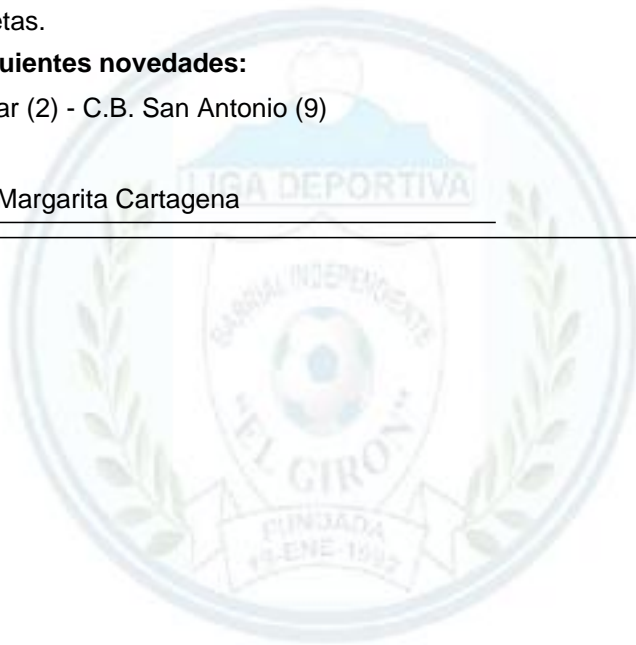 etas.
uientes novedades:
ar (2) - C.B. San Antonio (9)
LIGA DEPORTIVA
Margarita Cartagena
BARRIAL INDEPENDIENTE
"EL GIRON"
FUNDADA